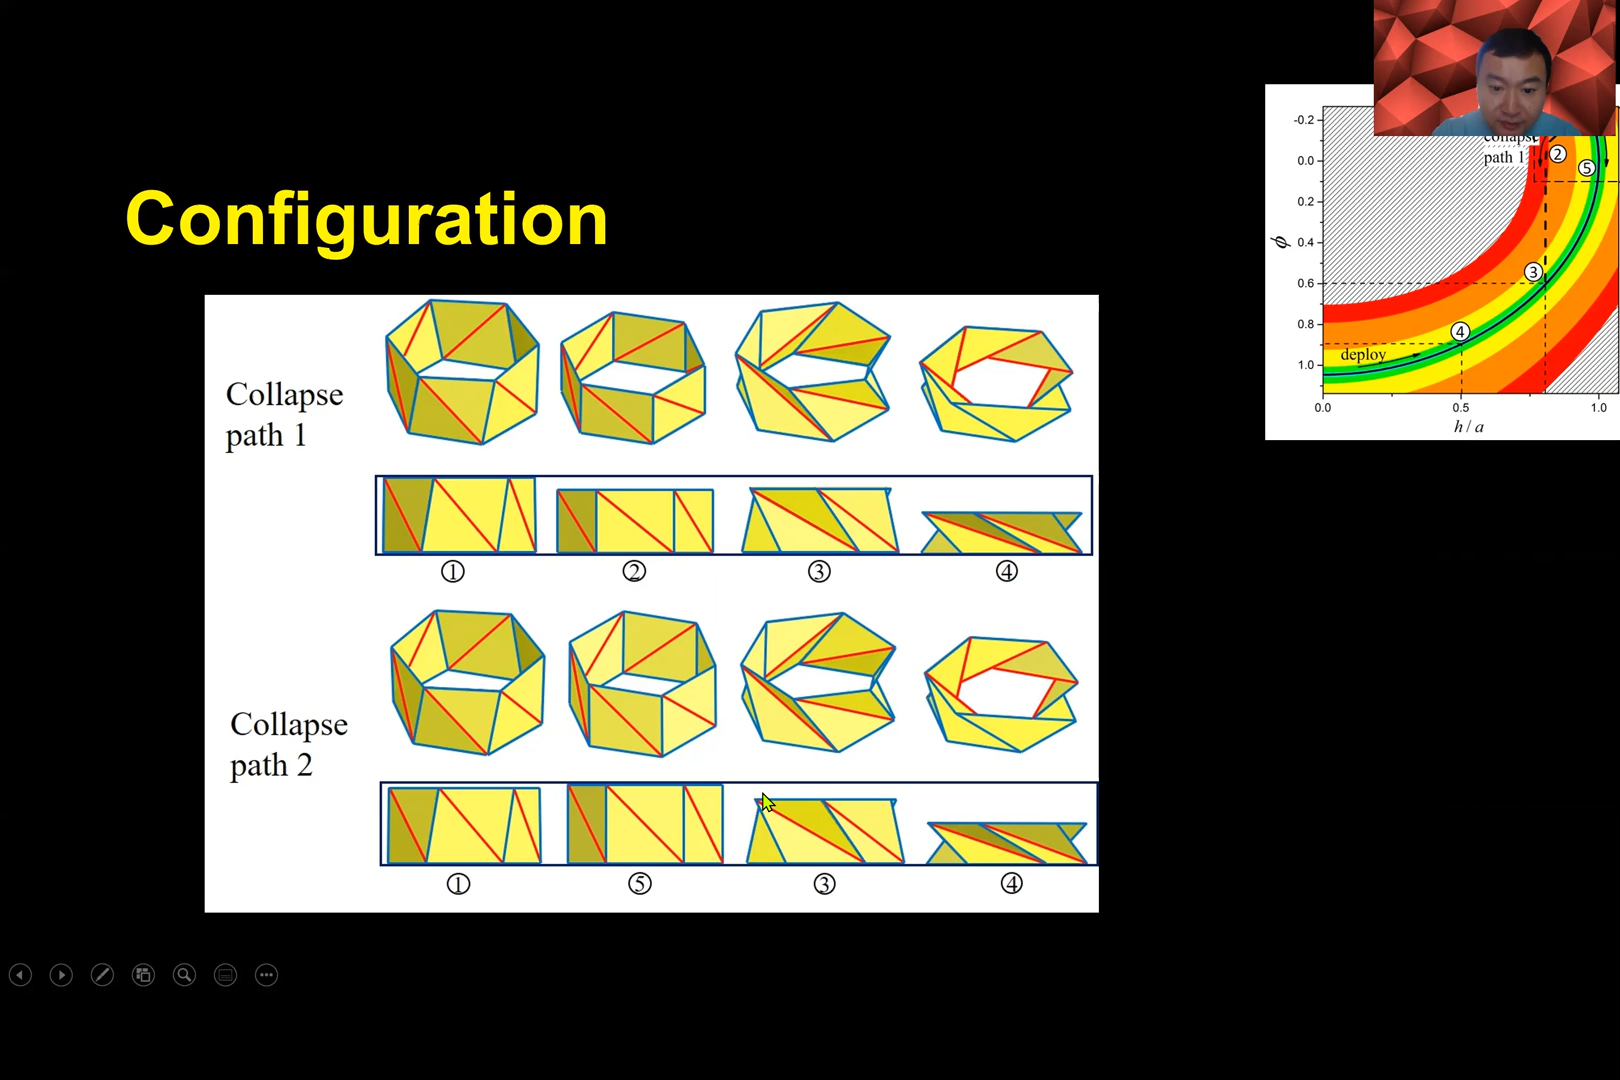 Configuration
Collapse
path 1
① ② ③ ④
Collapse
path 2
① ⑤ ③ ④
collapse
path 1
②
⑤
③
④
deploy
-0.2
0.0
0.2
0.4
0.6
0.8
1.0
ϕ
0.0 0.5 1.0
h / a